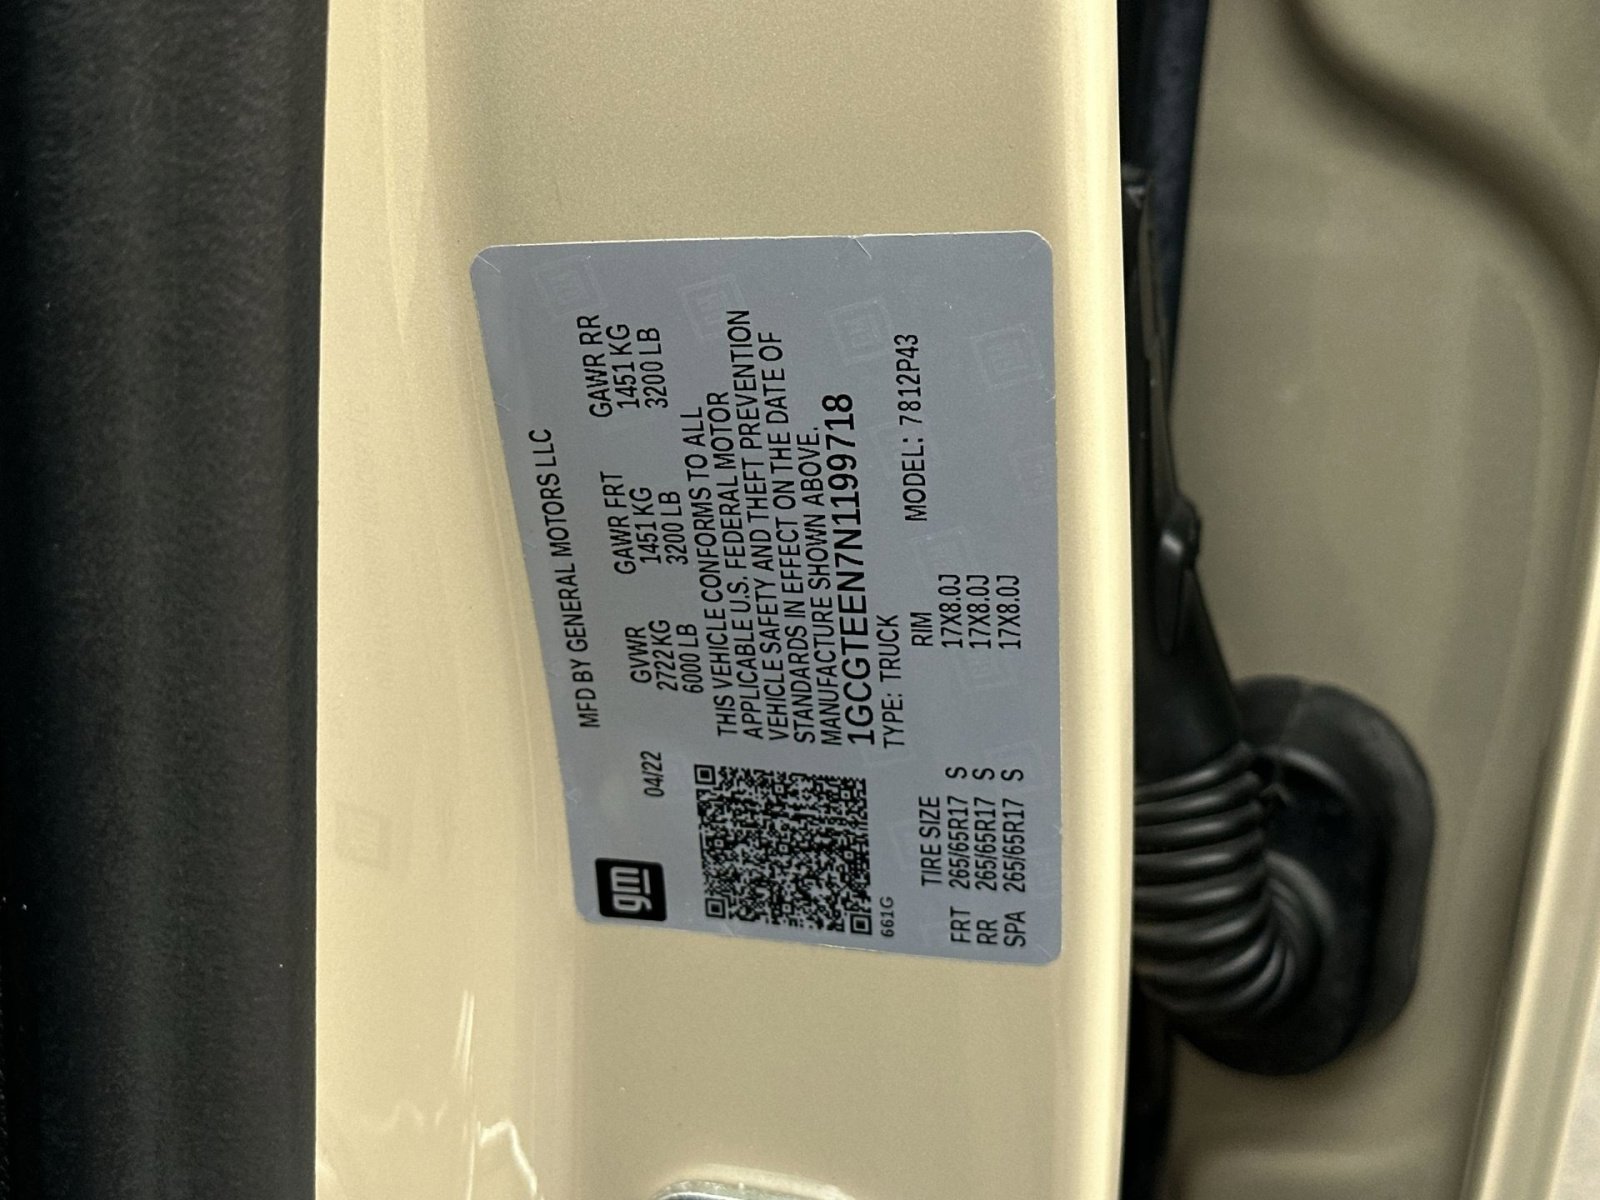 gm
MFD BY GENERAL MOTORS LLC
04/22 GVWR GAWR FRT GAWR RR
2722 KG 1451 KG 1451 KG
6000 LB 3200 LB 3200 LB
THIS VEHICLE CONFORMS TO ALL
APPLICABLE U.S. FEDERAL MOTOR
VEHICLE SAFETY AND THEFT PREVENTION
STANDARDS IN EFFECT ON THE DATE OF
MANUFACTURE SHOWN ABOVE.
1GCGTEEN7N1199718
661G TYPE: TRUCK MODEL: 7812P43
TIRE SIZE RIM
FRT 265/65R17 S 17X8.0J
RR 265/65R17 S 17X8.0J
SPA 265/65R17 S 17X8.0J